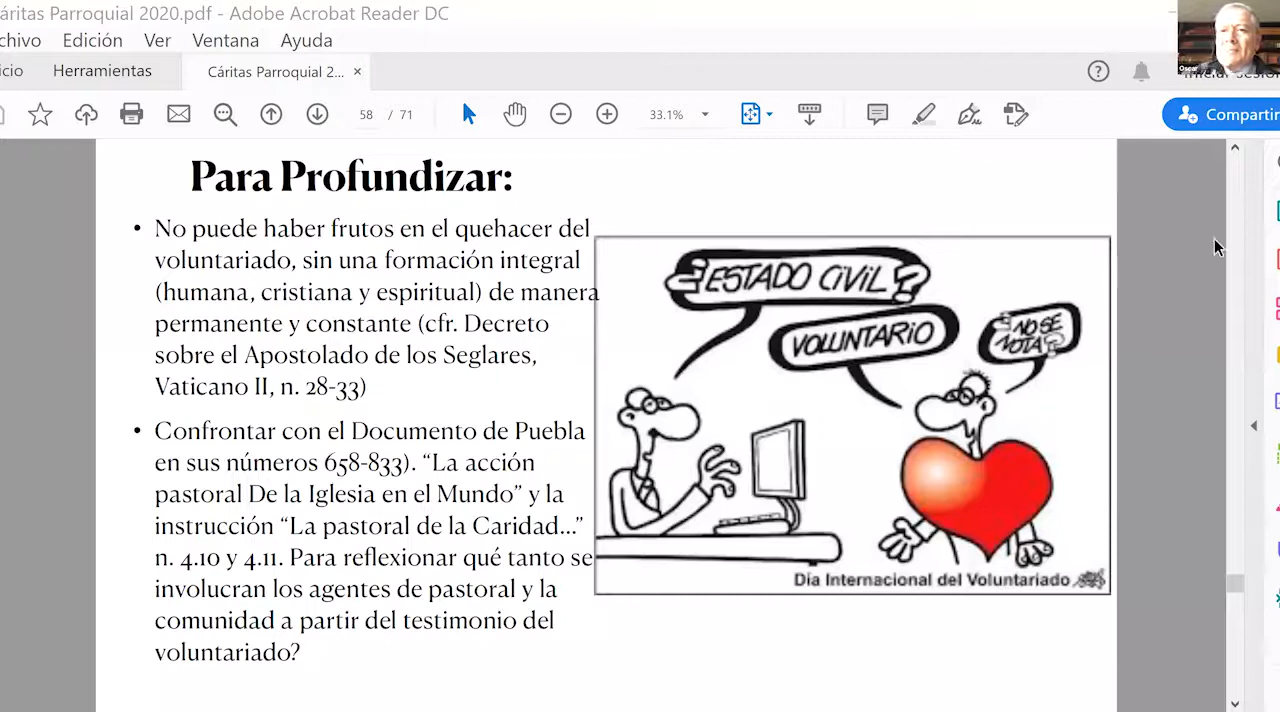 áritas Parroquial 2020.pdf - Adobe Acrobat Reader DC
chivo Edición Ver Ventana Ayuda
cio Herramientas Cáritas Parroquial 2... ×
58 / 71 33.1% Compartir
Oscar
Para Profundizar:
• No puede haber frutos en el quehacer del
voluntariado, sin una formación integral
(humana, cristiana y espiritual) de manera
permanente y constante (cfr. Decreto
sobre el Apostolado de los Seglares,
Vaticano II, n. 28-33)
• Confrontar con el Documento de Puebla
en sus números 658-833). “La acción
pastoral De la Iglesia en el Mundo” y la
instrucción “La pastoral de la Caridad...”
n. 4.10 y 4.11. Para reflexionar qué tanto se
involucran los agentes de pastoral y la
comunidad a partir del testimonio del
voluntariado?
¿ESTADO CIVIL?
VOLUNTARIO
¿NO SE
NOTA?
Día Internacional del Voluntariado